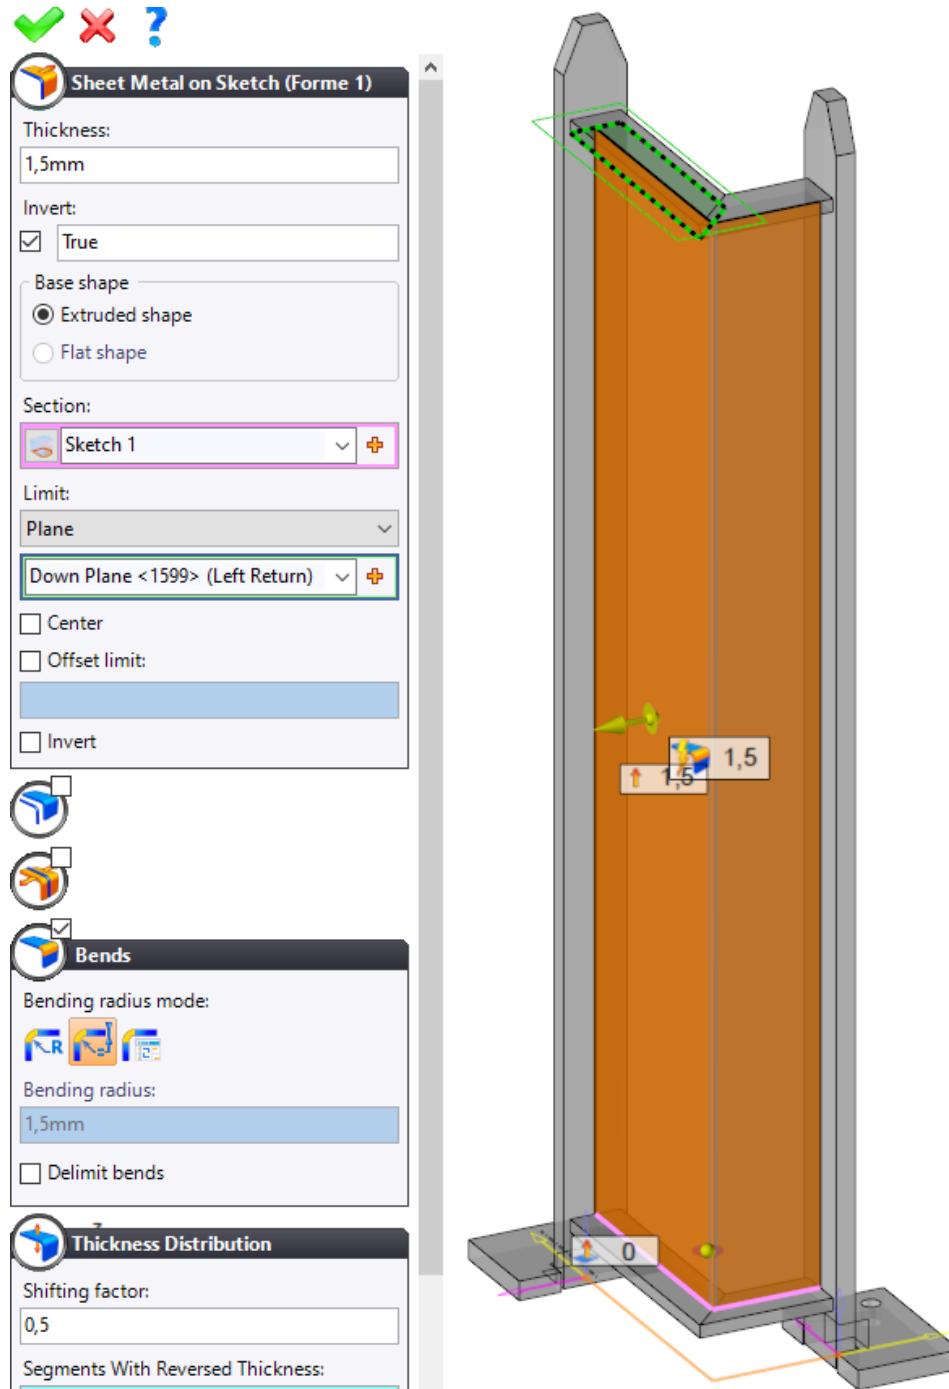 Sheet Metal on Sketch (Forme 1)
Thickness:
1,5mm
Invert:
True
Base shape
Extruded shape
Flat shape
Section:
Sketch 1
Limit:
Plane
Down Plane <1599> (Left Return)
Center
Offset limit:
Invert
Bends
Bending radius mode:
R
Bending radius:
1,5mm
Delimit bends
Z
Thickness Distribution
Shifting factor:
0,5
Segments With Reversed Thickness:
1,5
1,5
0